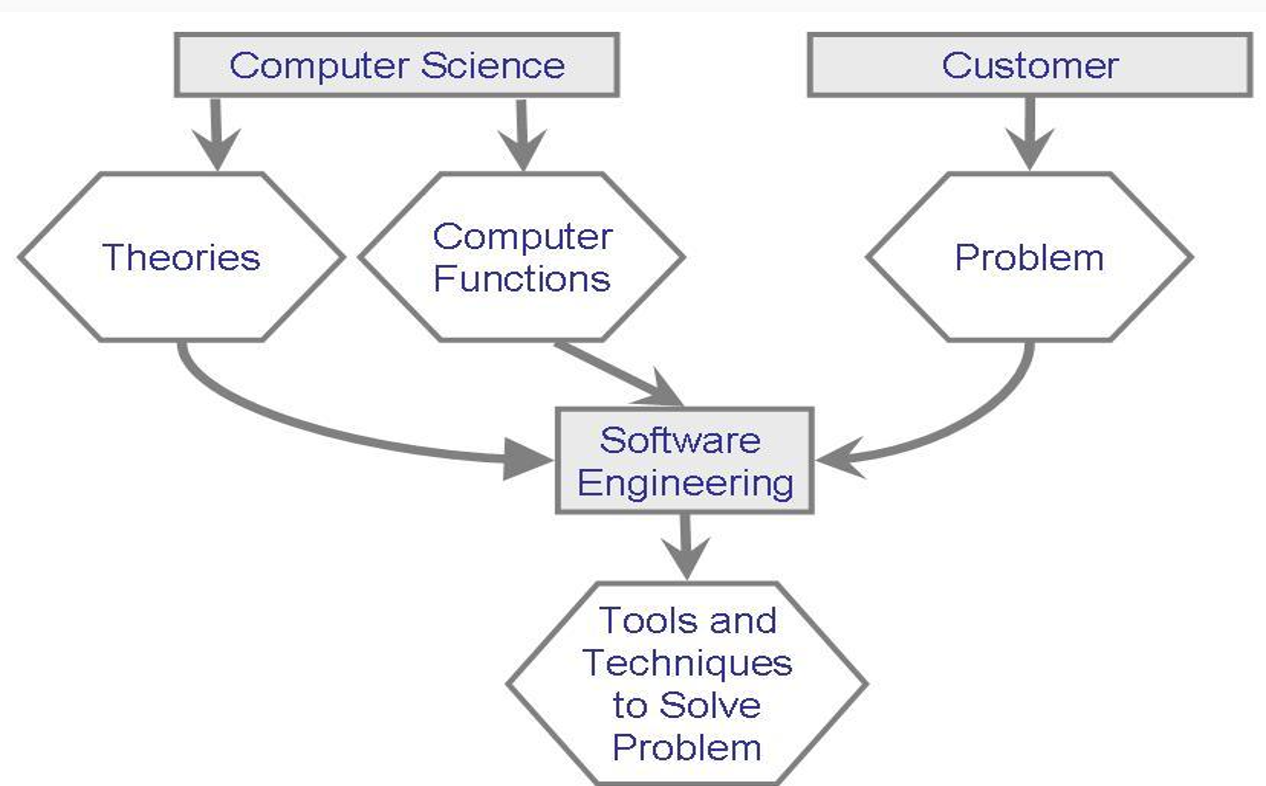 Computer Science
Customer
Theories
Computer
Functions
Problem
Software
Engineering
Tools and
Techniques
to Solve
Problem